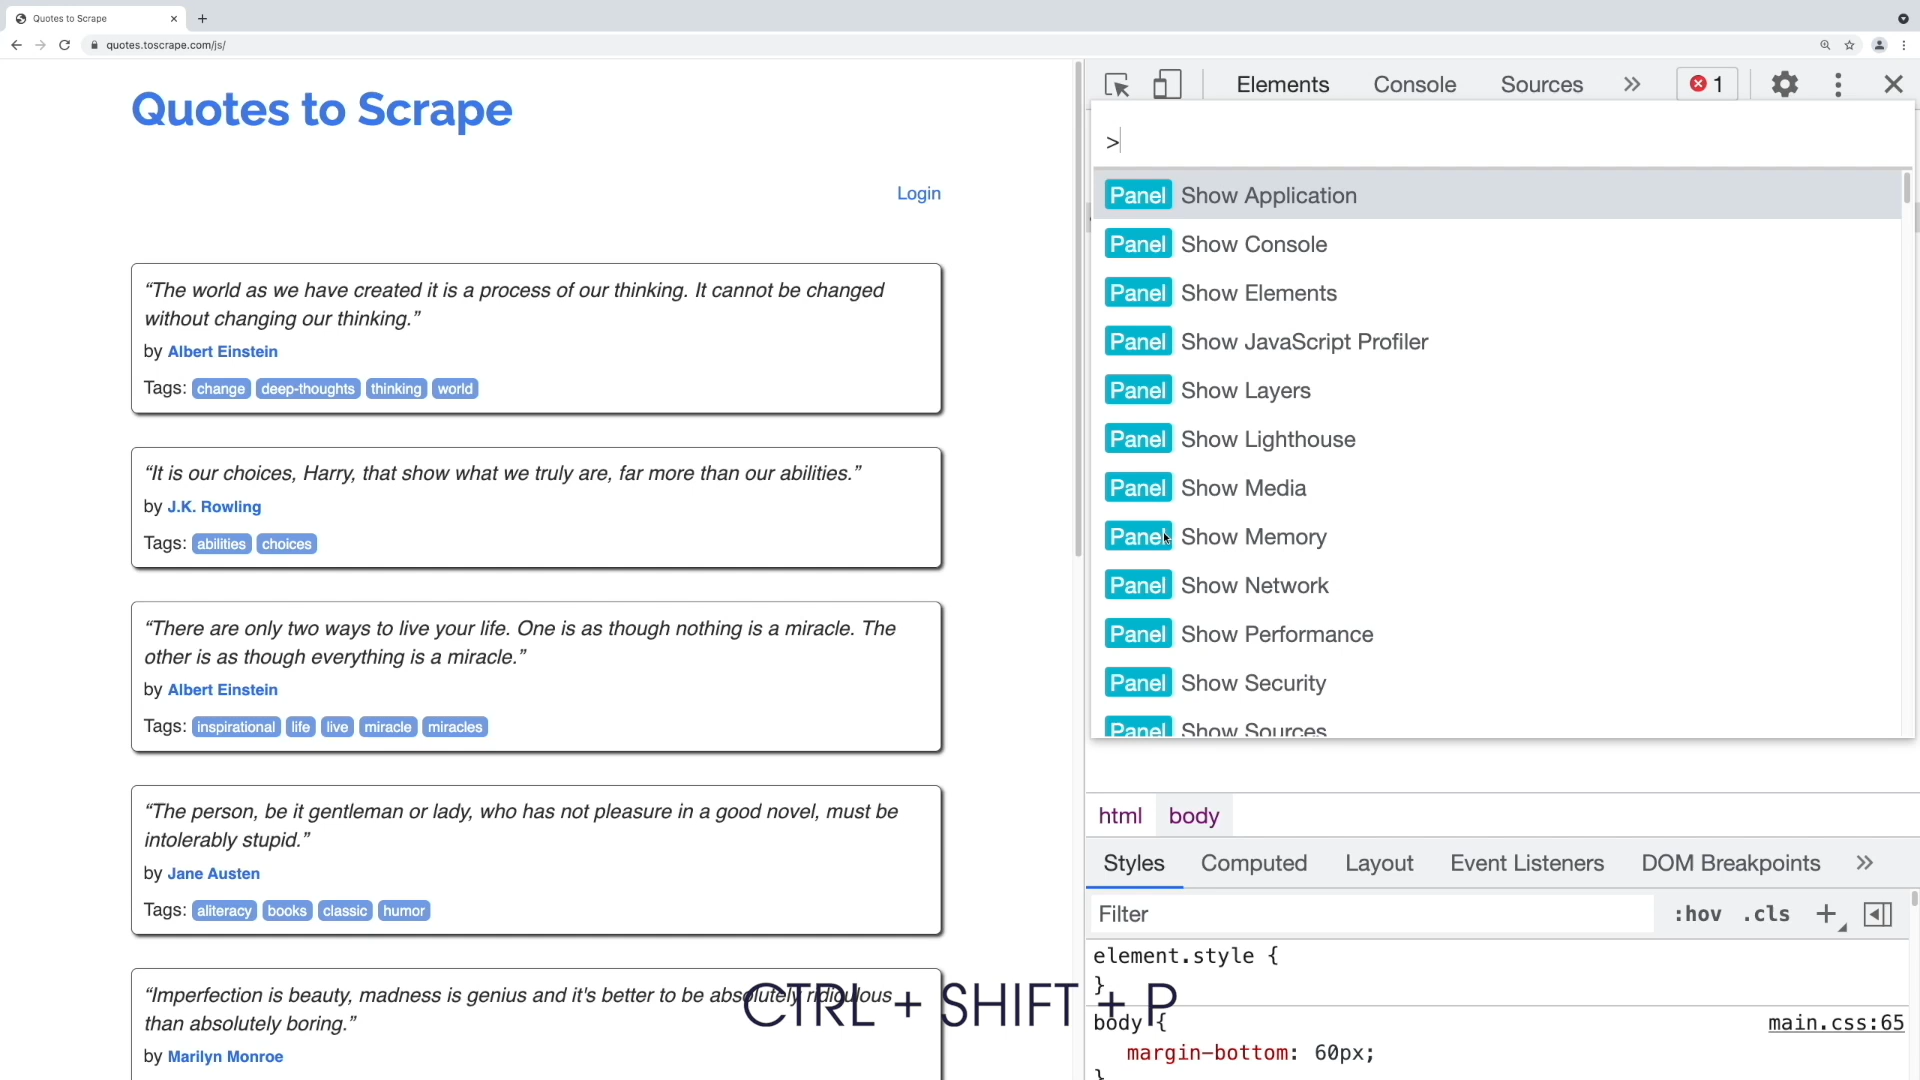 Quotes to Scrape
quotes.toscrape.com/js/
Quotes to Scrape
Login
“The world as we have created it is a process of our thinking. It cannot be changed
without changing our thinking.”
by Albert Einstein
Tags: change deep-thoughts thinking world
“It is our choices, Harry, that show what we truly are, far more than our abilities.”
by J.K. Rowling
Tags: abilities choices
“There are only two ways to live your life. One is as though nothing is a miracle. The
other is as though everything is a miracle.”
by Albert Einstein
Tags: inspirational life live miracle miracles
“The person, be it gentleman or lady, who has not pleasure in a good novel, must be
intolerably stupid.”
by Jane Austen
Tags: aliteracy books classic humor
“Imperfection is beauty, madness is genius and it's better to be absolutely ridiculous
than absolutely boring.”
by Marilyn Monroe
Elements Console Sources » 1
>
Panel Show Application
Panel Show Console
Panel Show Elements
Panel Show JavaScript Profiler
Panel Show Layers
Panel Show Lighthouse
Panel Show Media
Panel Show Memory
Panel Show Network
Panel Show Performance
Panel Show Security
Panel Show Sources
html body
Styles Computed Layout Event Listeners DOM Breakpoints »
Filter :hov .cls +
element.style {
}
body { main.css:65
margin-bottom: 60px;
}
CTRL + SHIFT + P